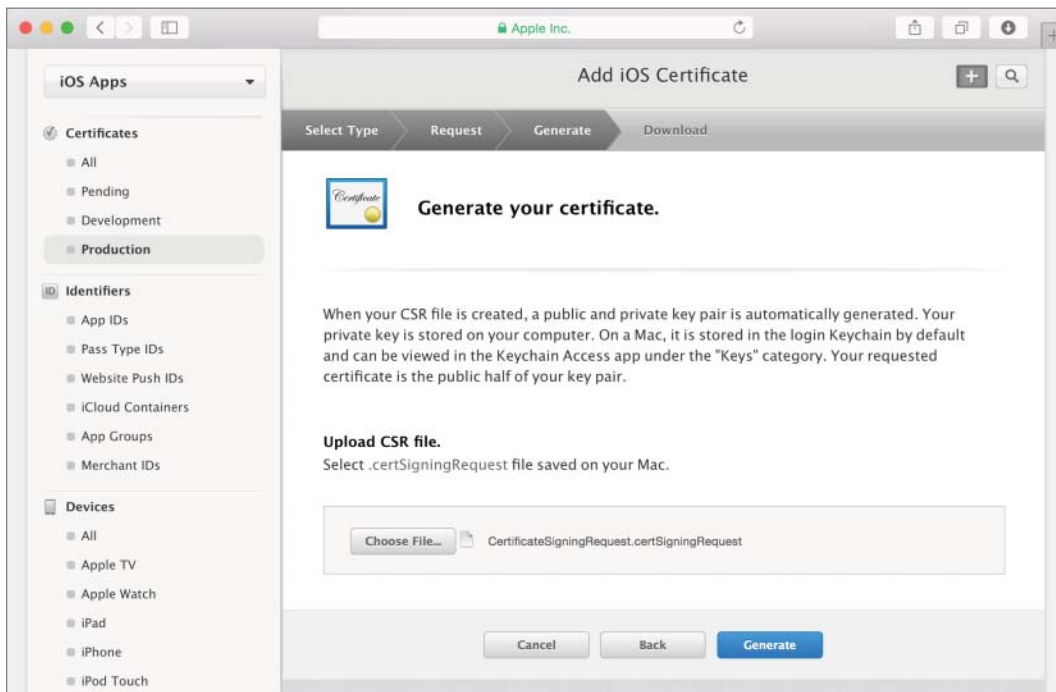 Apple Inc.
iOS Apps
Certificates
All
Pending
Development
Production
ID Identifiers
App IDs
Pass Type IDs
Website Push IDs
iCloud Containers
App Groups
Merchant IDs
Devices
All
Apple TV
Apple Watch
iPad
iPhone
iPod Touch
Add iOS Certificate
Select Type Request Generate Download
Certificate
Generate your certificate.
When your CSR file is created, a public and private key pair is automatically generated. Your
private key is stored on your computer. On a Mac, it is stored in the login Keychain by default
and can be viewed in the Keychain Access app under the "Keys" category. Your requested
certificate is the public half of your key pair.
Upload CSR file.
Select .certSigningRequest file saved on your Mac.
Choose File... CertificateSigningRequest.certSigningRequest
Cancel Back Generate